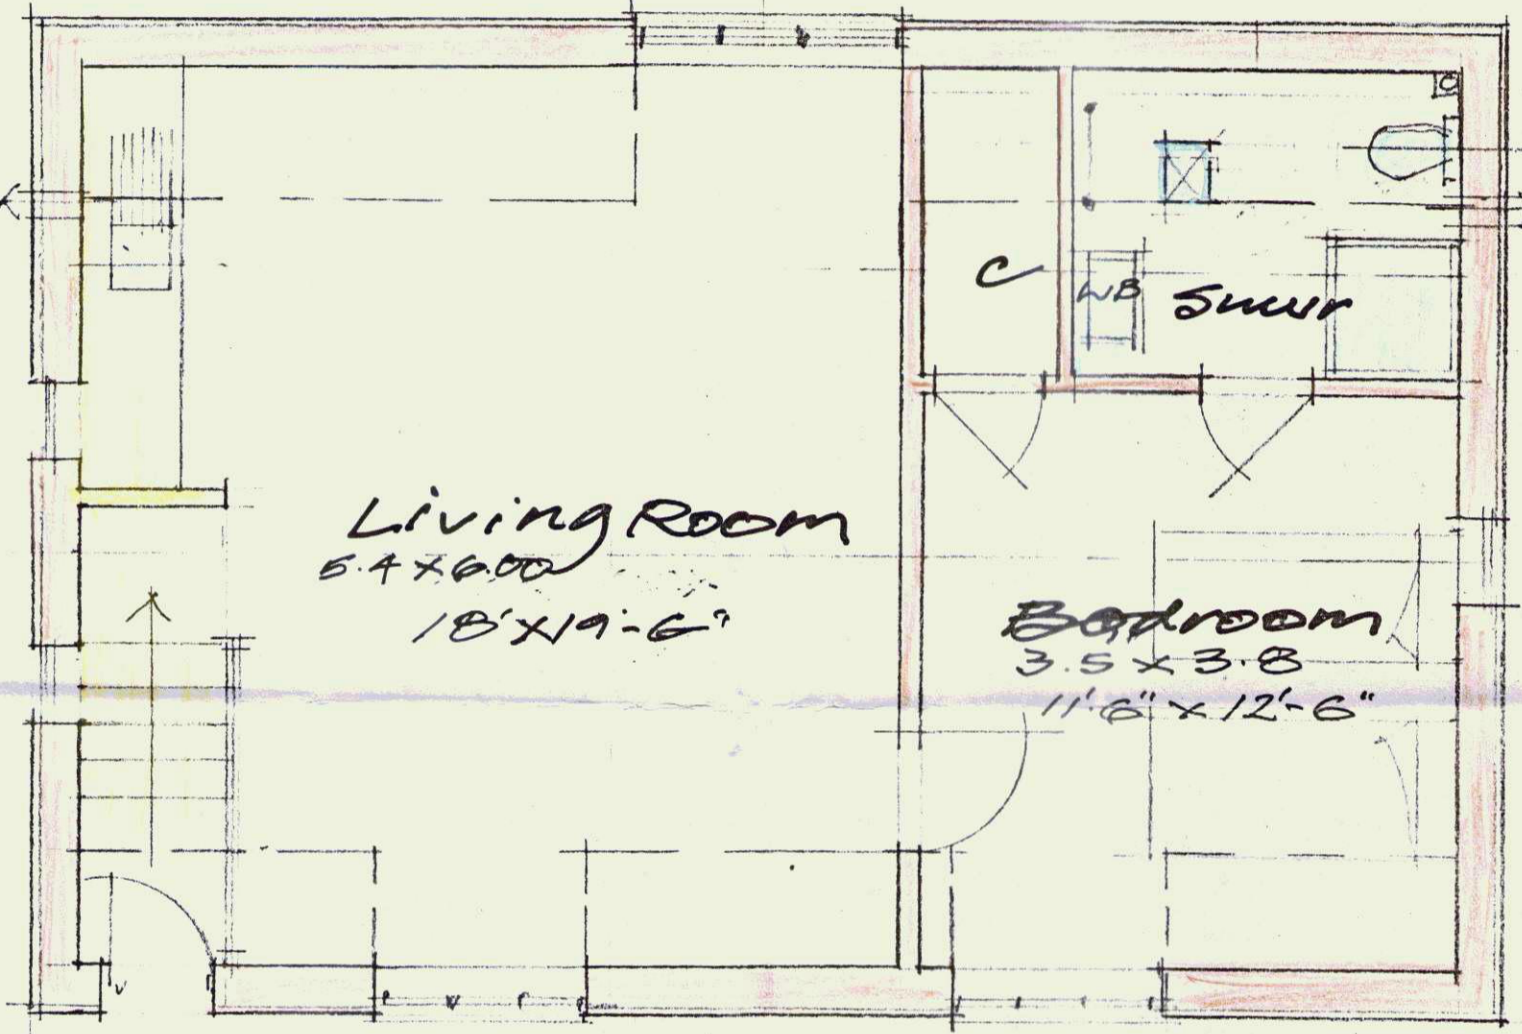 C
WB
Living Room
5.4 X 6.00
18' X 19'-6"
Bedroom
3.5 X 3.8
11'-6" X 12'-6"